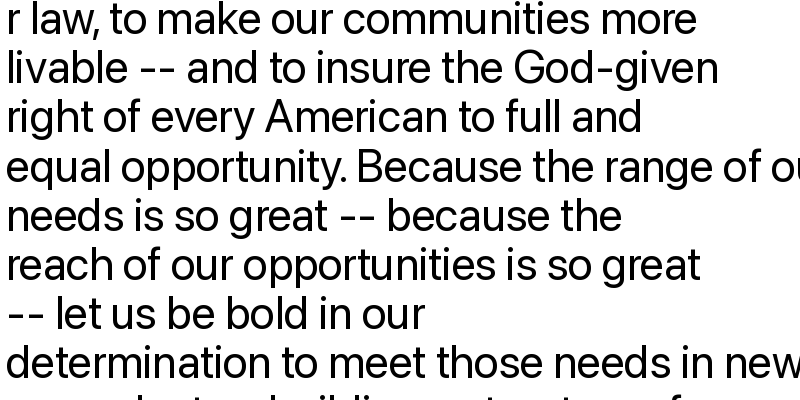 r law, to make our communities more
livable -- and to insure the God-given
right of every American to full and
equal opportunity. Because the range of ou
needs is so great -- because the
reach of our opportunities is so great
-- let us be bold in our
determination to meet those needs in new